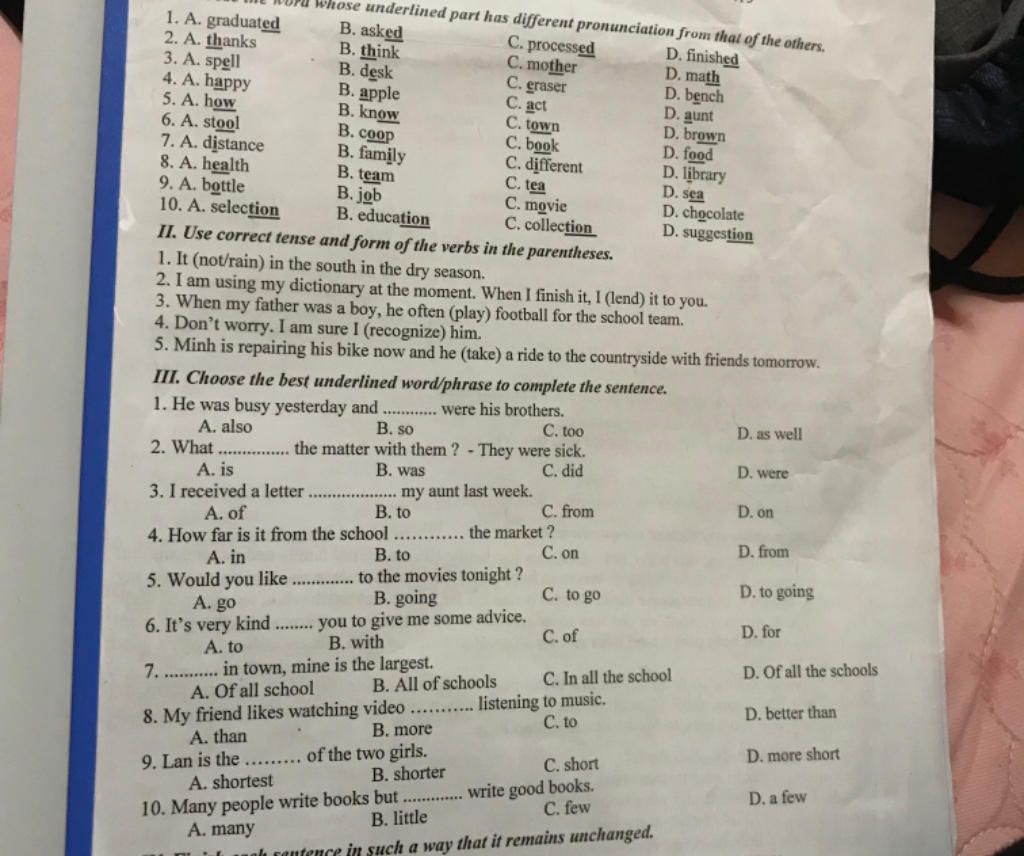 word whose underlined part has different pronunciation from that of the others.
1. A. graduated B. asked C. processed D. finished
2. A. thanks B. think C. mother D. math
3. A. spell B. desk C. eraser D. bench
4. A. happy B. apple C. act D. aunt
5. A. how B. know C. town D. brown
6. A. stool B. coop C. book D. food
7. A. distance B. family C. different D. library
8. A. health B. team C. tea D. sea
9. A. bottle B. job C. movie D. chocolate
10. A. selection B. education C. collection D. suggestion
II. Use correct tense and form of the verbs in the parentheses.
1. It (not/rain) in the south in the dry season.
2. I am using my dictionary at the moment. When I finish it, I (lend) it to you.
3. When my father was a boy, he often (play) football for the school team.
4. Don't worry. I am sure I (recognize) him.
5. Minh is repairing his bike now and he (take) a ride to the countryside with friends tomorrow.
III. Choose the best underlined word/phrase to complete the sentence.
1. He was busy yesterday and ............ were his brothers.
A. also B. so C. too D. as well
2. What ............... the matter with them ? - They were sick.
A. is B. was C. did D. were
3. I received a letter ................... my aunt last week.
A. of B. to C. from D. on
4. How far is it from the school ............ the market ?
A. in B. to C. on D. from
5. Would you like ............. to the movies tonight ?
A. go B. going C. to go D. to going
6. It's very kind ........ you to give me some advice.
A. to B. with C. of D. for
7. ........... in town, mine is the largest.
A. Of all school B. All of schools C. In all the school D. Of all the schools
8. My friend likes watching video ........... listening to music.
A. than B. more C. to D. better than
9. Lan is the ......... of the two girls.
A. shortest B. shorter C. short D. more short
10. Many people write books but ............. write good books.
A. many B. little C. few D. a few
sentence in such a way that it remains unchanged.